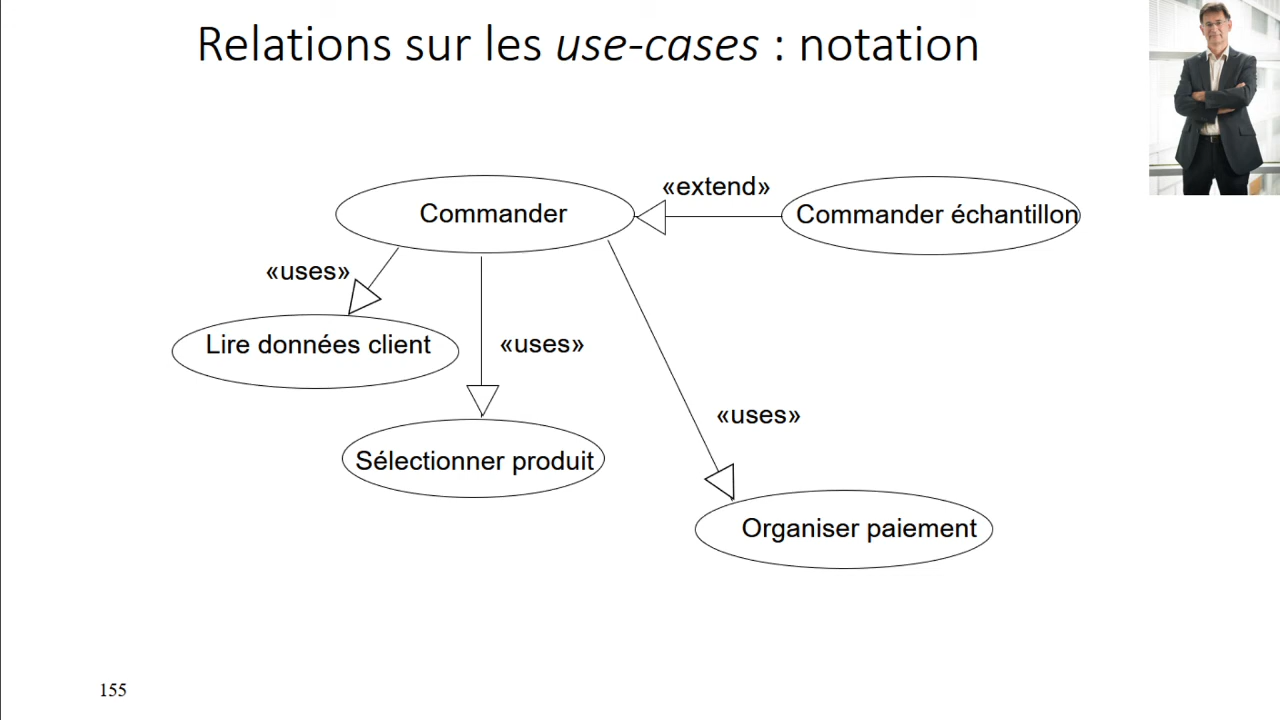 Relations sur les use-cases : notation
«extend»
Commander
Commander échantillon
«uses»
Lire données client
«uses»
«uses»
Sélectionner produit
Organiser paiement
155